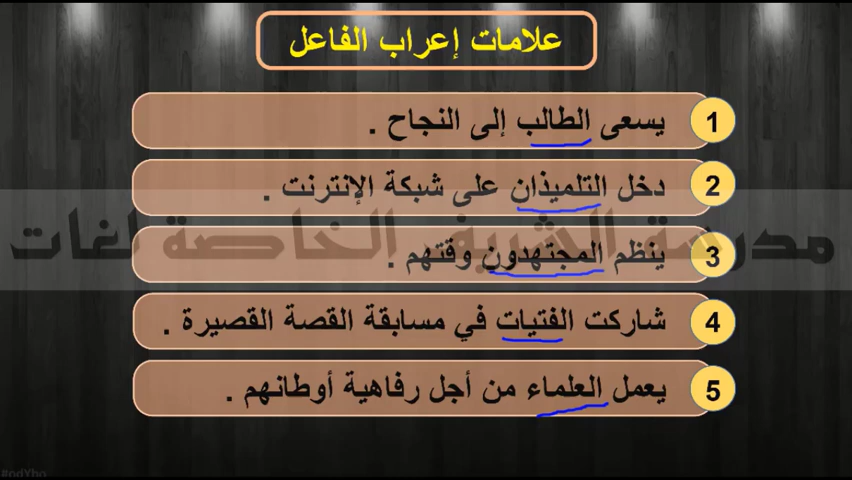 علامات إعراب الفاعل
1 يسعى الطالب إلى النجاح .
2 دخل التلميذان على شبكة الإنترنت .
3 ينظم المجتهدون وقتهم .
4 شاركت الفتيات في مسابقة القصة القصيرة .
5 يعمل العلماء من أجل رفاهية أوطانهم .
مدرسة الشريف الخاصة لغات